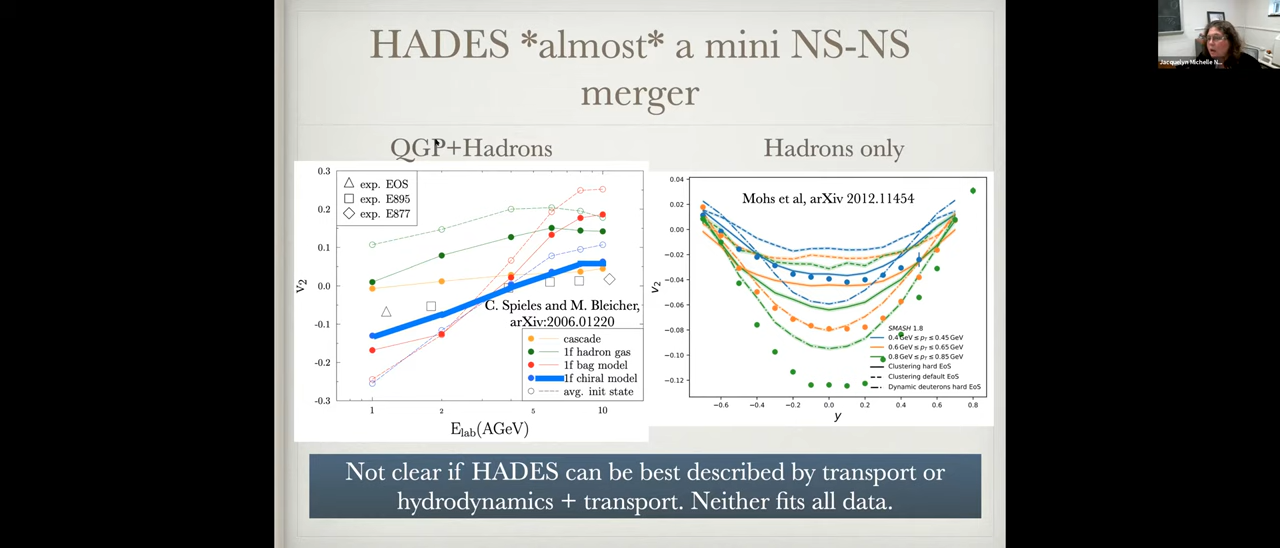 HADES *almost* a mini NS-NS
merger
Jacquelyn Michelle N...
QGP+Hadrons
Hadrons only
0.3
0.2
0.1
0.0
-0.1
-0.2
-0.3
v2
exp. EOS
exp. E895
exp. E877
C. Spieles and M. Bleicher,
arXiv:2006.01220
cascade
1f hadron gas
1f bag model
1f chiral model
avg. init state
1
2
5
10
Elab(AGeV)
0.04
0.02
0.00
−0.02
−0.04
−0.06
−0.08
−0.10
−0.12
v2
Mohs et al, arXiv 2012.11454
SMASH 1.8
0.4 GeV ≤ pT ≤ 0.45 GeV
0.6 GeV ≤ pT ≤ 0.65 GeV
0.8 GeV ≤ pT ≤ 0.85 GeV
Clustering hard EoS
Clustering default EoS
Dynamic deuterons hard EoS
−0.6
−0.4
−0.2
0.0
0.2
0.4
0.6
0.8
y
Not clear if HADES can be best described by transport or
hydrodynamics + transport. Neither fits all data.